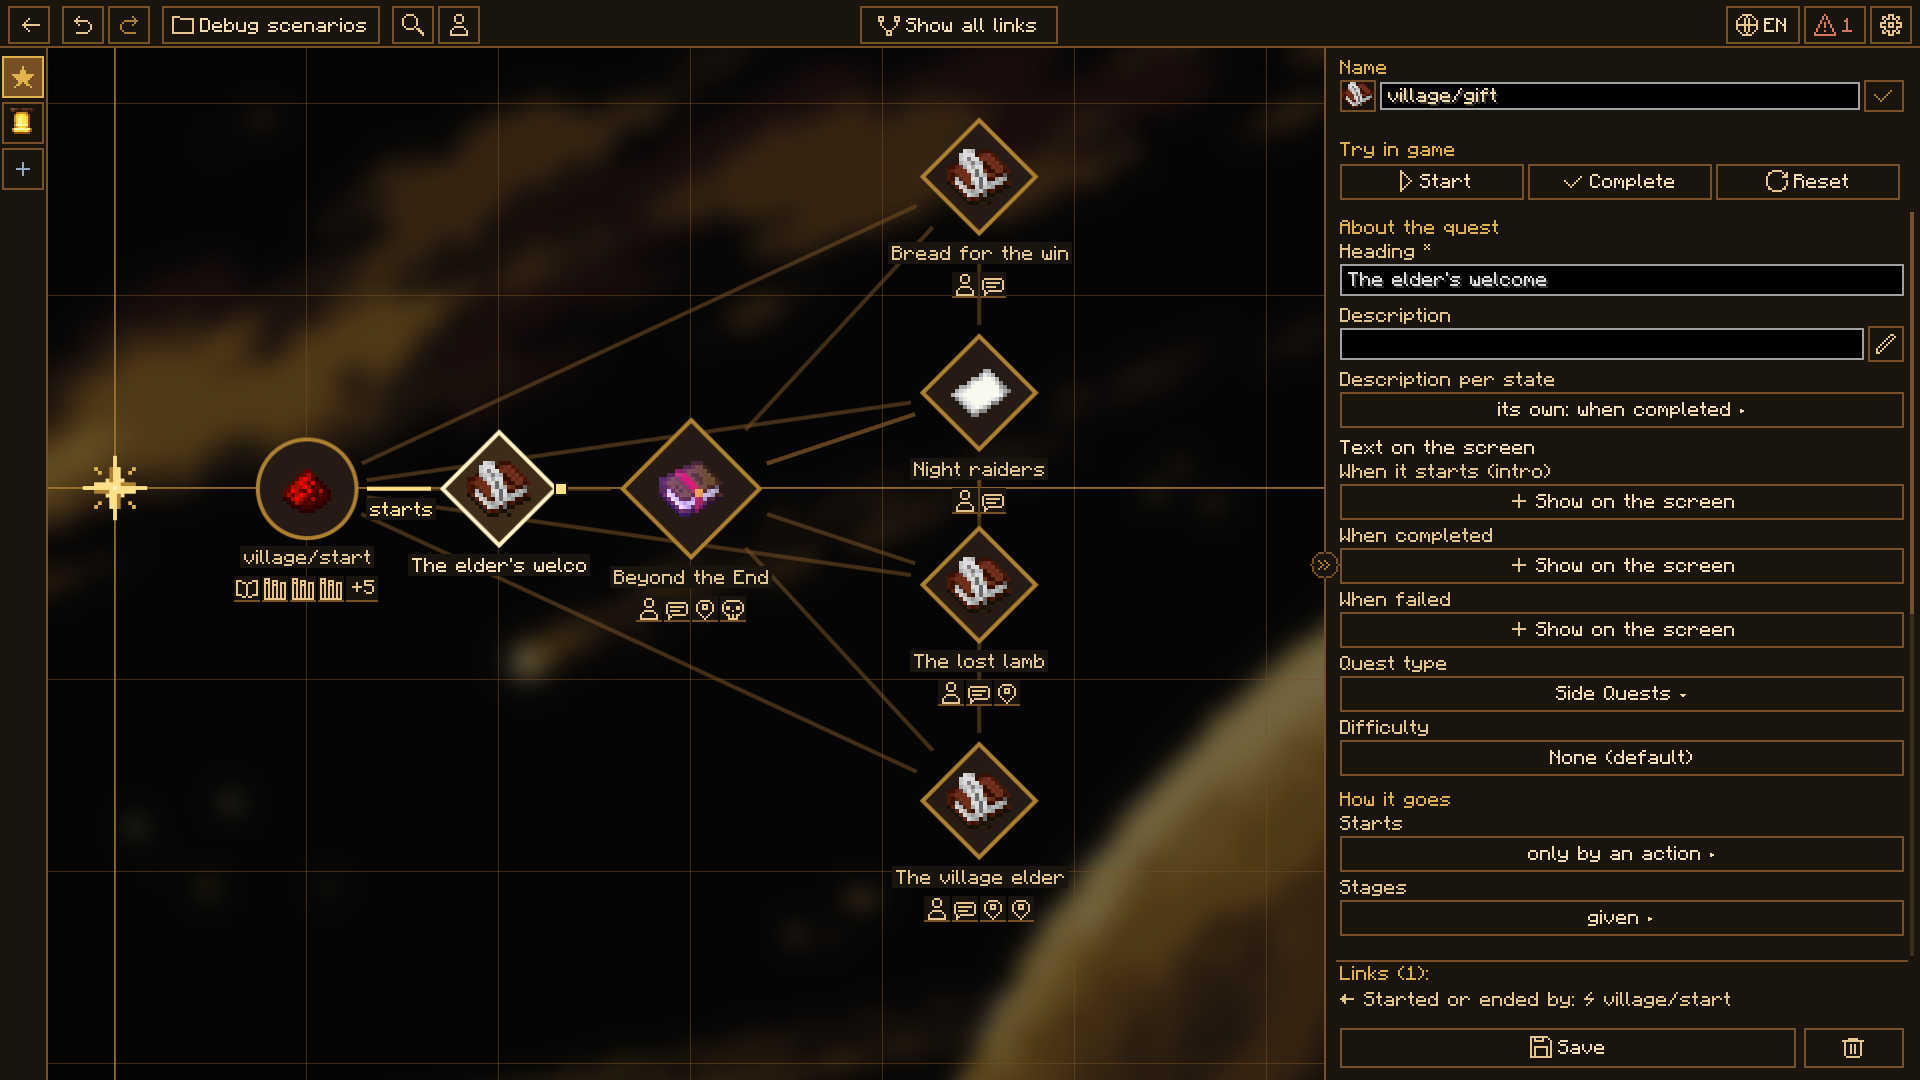 Debug scenarios
Show all links
EN
1
Name
village/gift
Try in game
Start
Complete
Reset
About the quest
Heading *
The elder's welcome
Description
Description per state
its own: when completed
Text on the screen
When it starts (intro)
+ Show on the screen
When completed
+ Show on the screen
When failed
+ Show on the screen
Quest type
Side Quests
Difficulty
None (default)
How it goes
Starts
only by an action
Stages
given
Links (1):
← Started or ended by: ⚡ village/start
Save
Bread for the win
Night raiders
starts
village/start
+5
The elder's welco
Beyond the End
The lost lamb
The village elder